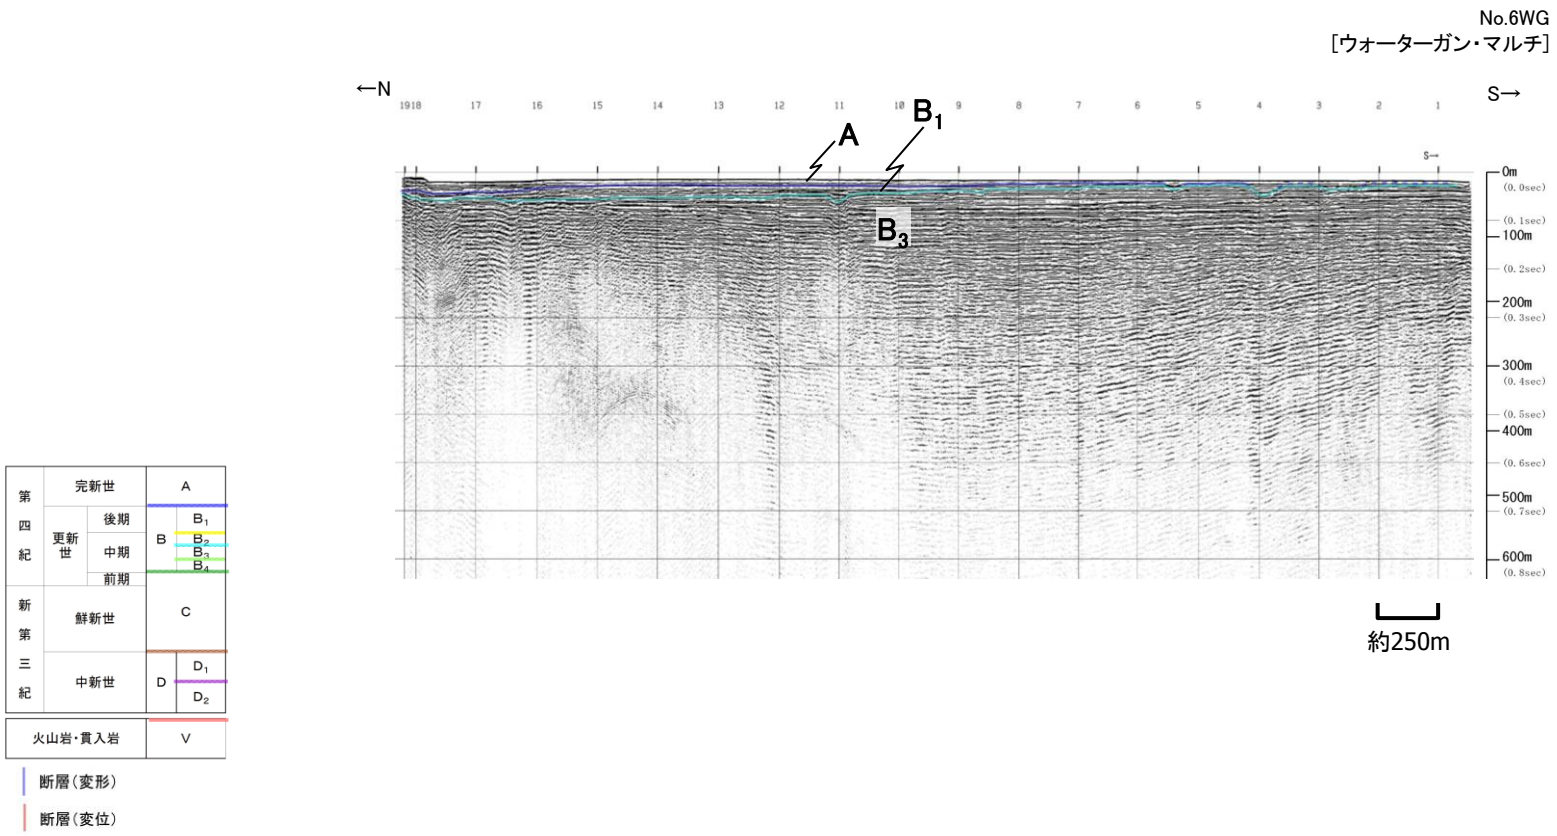 No.6WG
[ウォーターガン・マルチ]
←N
S→
1918 17 16 15 14 13 12 11 10 9 8 7 6 5 4 3 2 1
A
B₁
B₃
S→
0m
(0.0sec)
(0.1sec)
100m
(0.2sec)
200m
(0.3sec)
300m
(0.4sec)
(0.5sec)
400m
(0.6sec)
500m
(0.7sec)
600m
(0.8sec)
約250m
第四紀
完新世
A
更新世
後期
B
B₁
B₂
中期
B₃
B₄
前期
新第三紀
鮮新世
C
中新世
D
D₁
D₂
火山岩・貫入岩
V
断層(変形)
断層(変位)